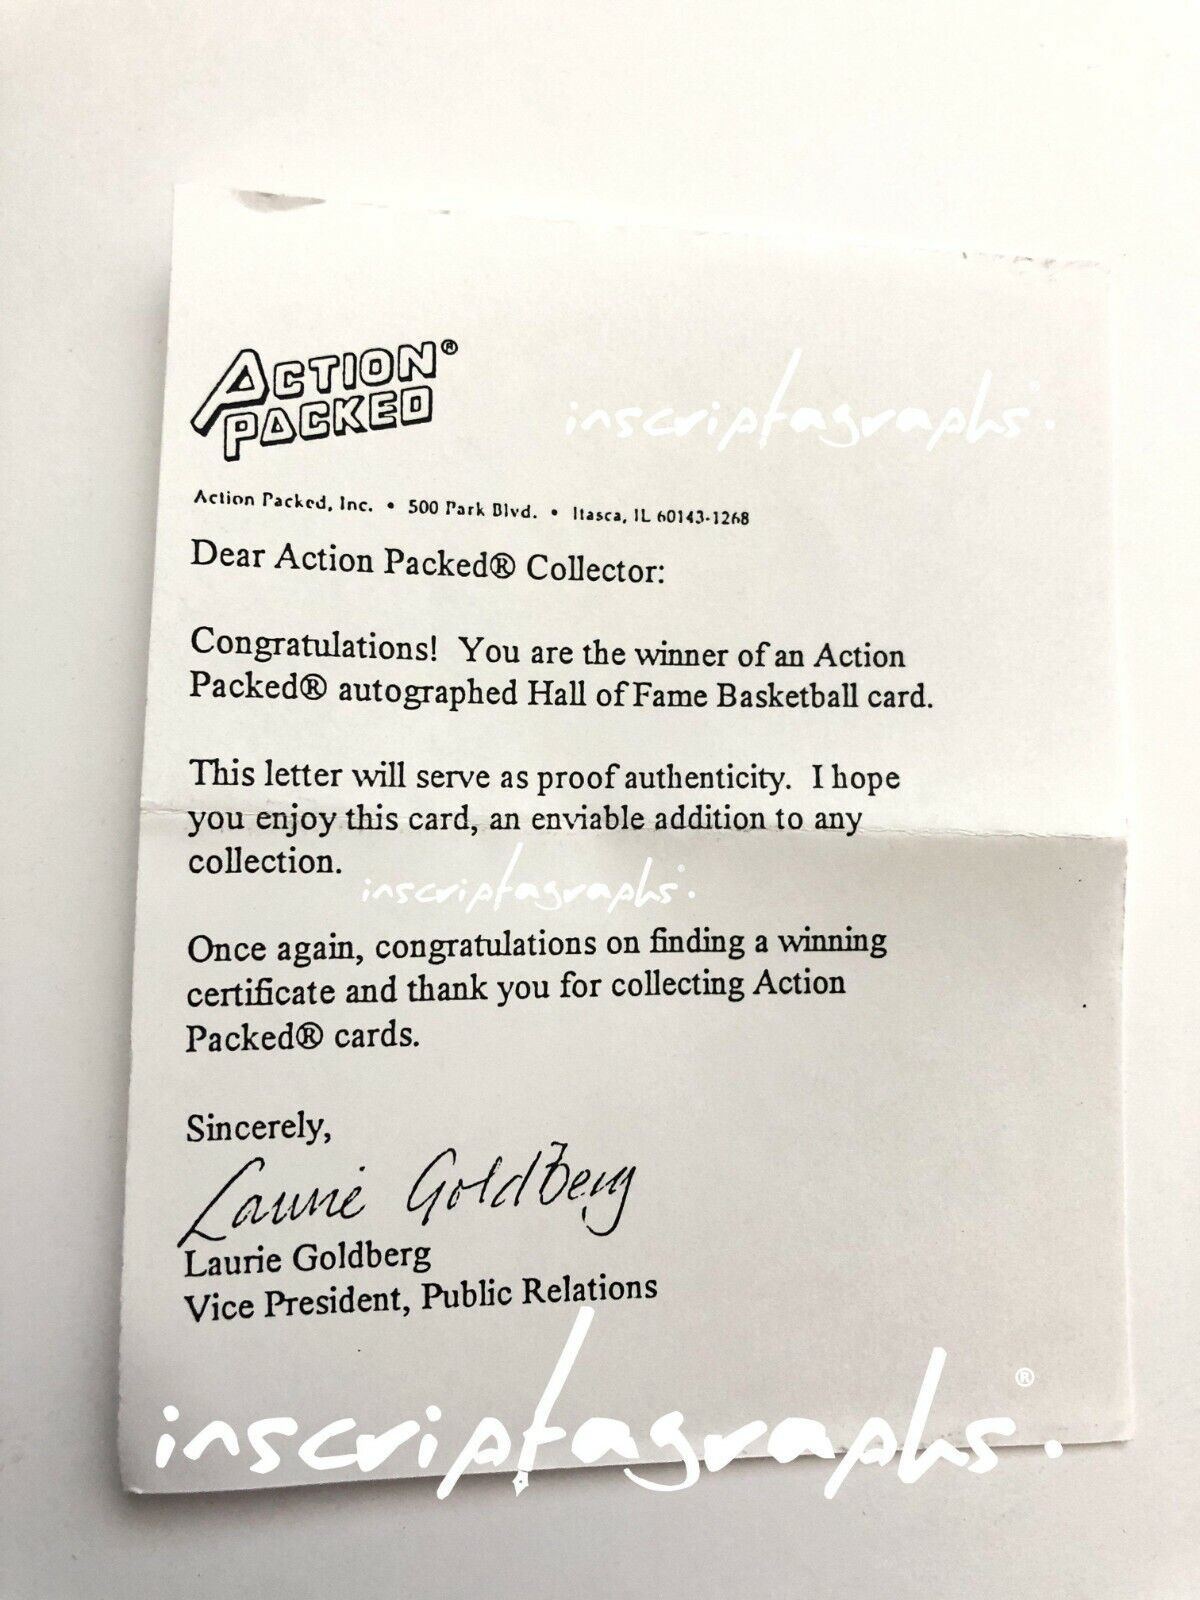 ACTION®
PACKED
inscriptagraphs®.
Action Packed, Inc. • 500 Park Blvd. • Itasca, IL 60143-1268
Dear Action Packed® Collector:
Congratulations!  You are the winner of an Action
Packed® autographed Hall of Fame Basketball card.
This letter will serve as proof authenticity.  I hope
you enjoy this card, an enviable addition to any
collection.
inscriptagraphs®.
Once again, congratulations on finding a winning
certificate and thank you for collecting Action
Packed® cards.
Sincerely,
Laurie Goldberg
Laurie Goldberg
Vice President, Public Relations
inscriptagraphs®.